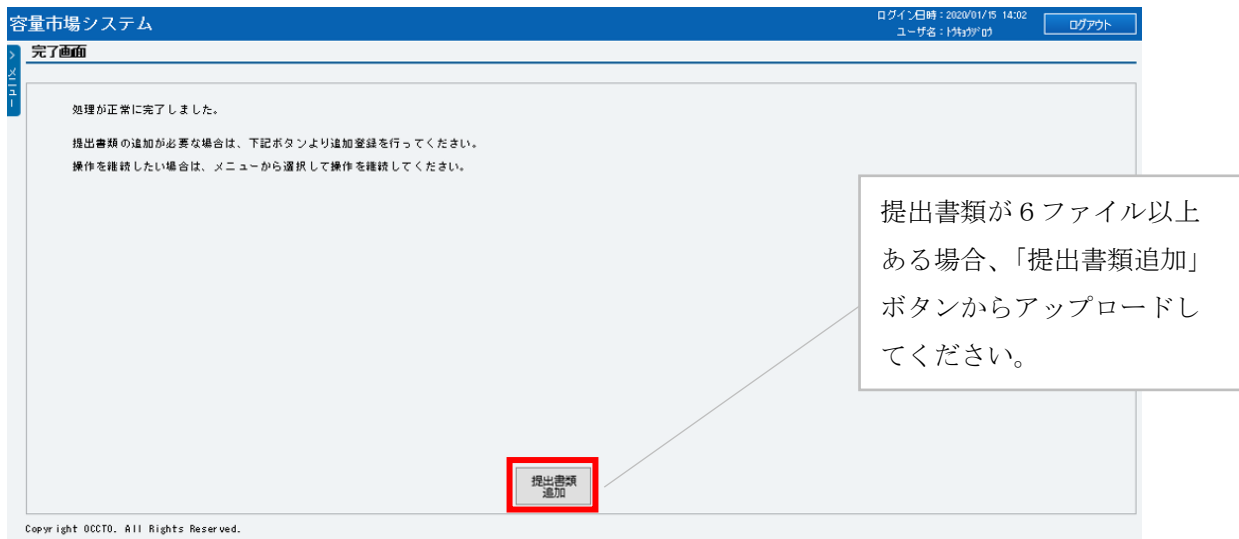 容量市場システム
ログイン日時：2020/01/15 14:02
ユーザ名：ﾄｳｷｮｳｼﾞﾛｳ
ログアウト
> メニュー
完了画面
処理が正常に完了しました。
提出書類の追加が必要な場合は、下記ボタンより追加登録を行ってください。
操作を継続したい場合は、メニューから選択して操作を継続してください。
提出書類が６ファイル以上
ある場合、「提出書類追加」
ボタンからアップロードし
てください。
提出書類
追加
Copyright OCCTO. All Rights Reserved.